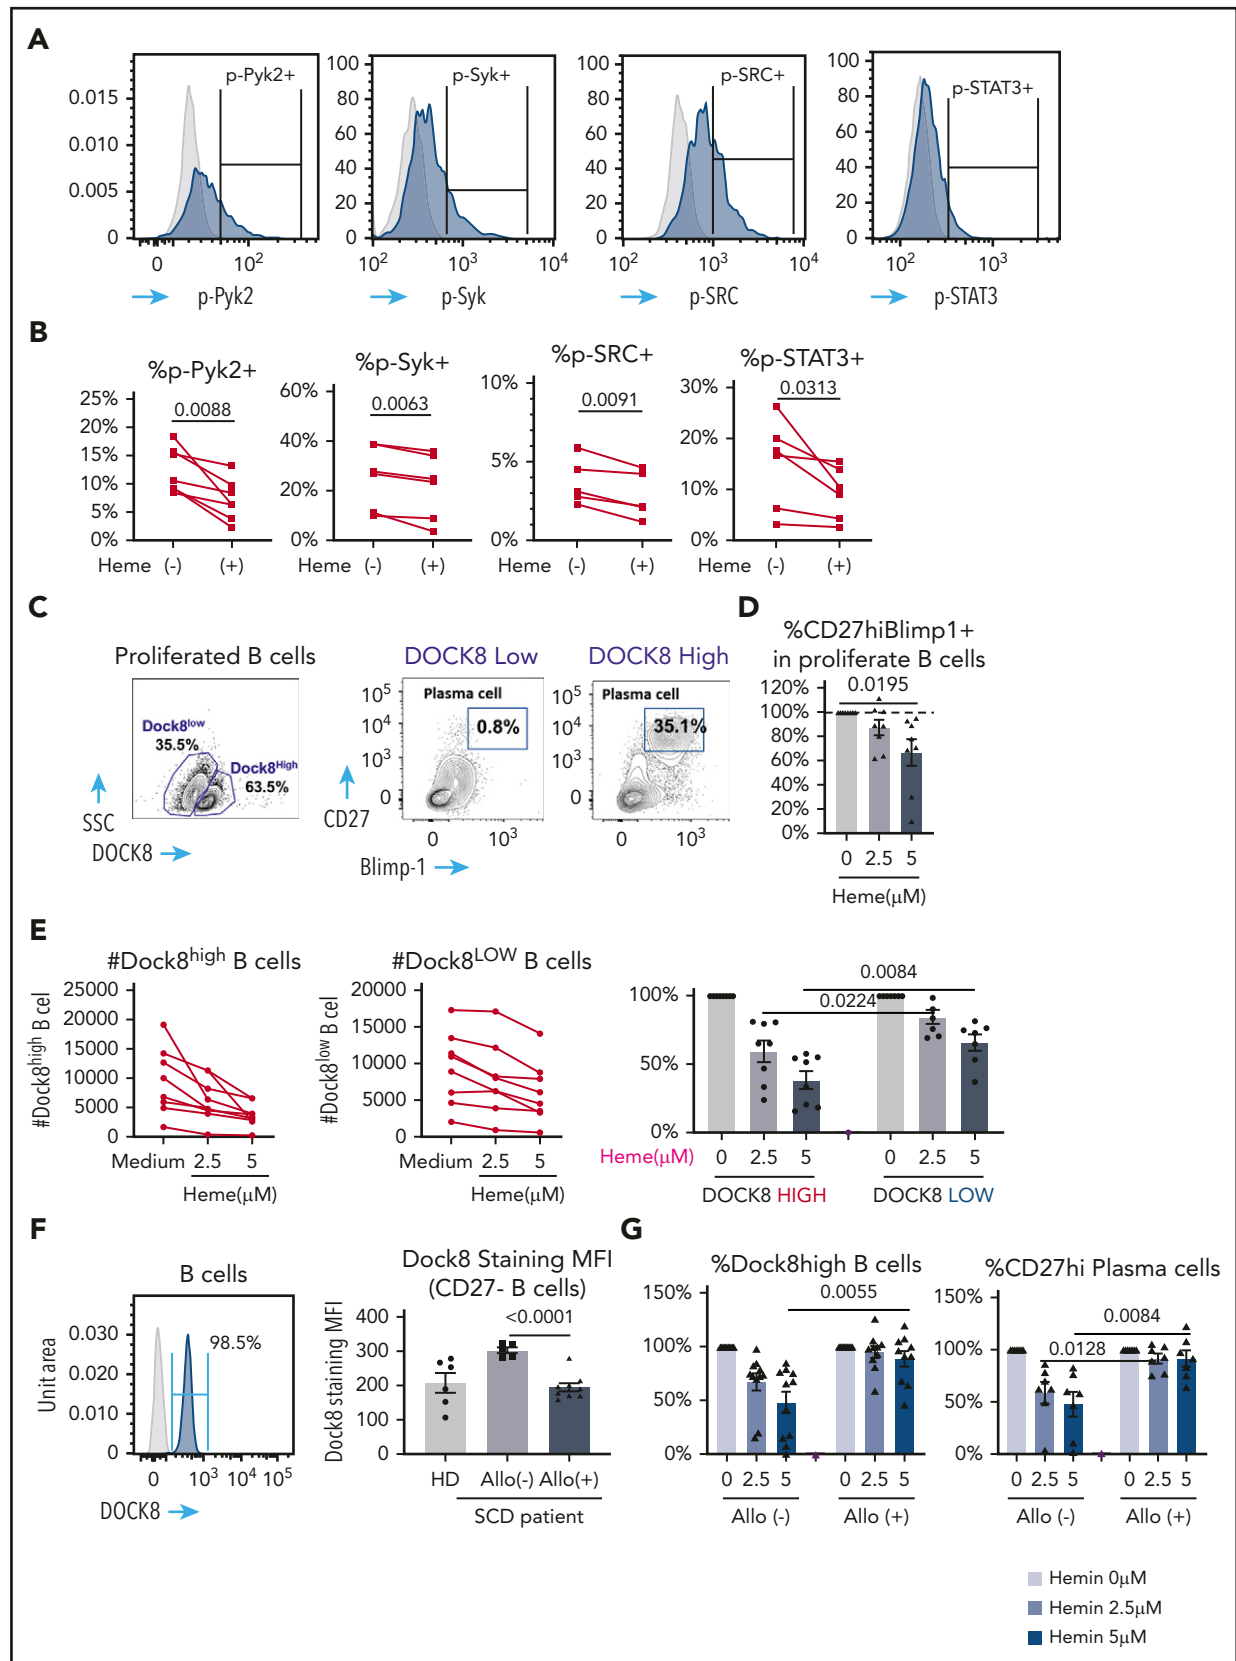 A
p-Pyk2+
0.015
0.010
0.005
0
0
10²
p-Pyk2
p-Syk+
100
80
60
40
20
0
10²
10³
10⁴
p-Syk
p-SRC+
100
80
60
40
20
0
10²
10³
10⁴
p-SRC
p-STAT3+
100
80
60
40
20
0
10²
10³
p-STAT3
B
%p-Pyk2+
25%
20%
15%
10%
5%
0%
0.0088
Heme (-) (+)
%p-Syk+
60%
40%
20%
0%
0.0063
Heme (-) (+)
%p-SRC+
10%
5%
0%
0.0091
Heme (-) (+)
%p-STAT3+
30%
20%
10%
0%
0.0313
Heme (-) (+)
C
Proliferated B cells
Dock8low
35.5%
Dock8High
63.5%
SSC
DOCK8
DOCK8 Low
Plasma cell
0.8%
10⁵
10⁴
10³
0
0
10³
CD27
Blimp-1
DOCK8 High
Plasma cell
35.1%
10⁵
10⁴
10³
0
0
10³
D
%CD27hiBlimp1+
in proliferate B cells
120%
100%
80%
60%
40%
20%
0%
0.0195
0 2.5 5
Heme(μM)
E
#Dock8high B cells
#Dock8high B cel
25000
20000
15000
10000
5000
0
Medium 2.5 5
Heme(μM)
#Dock8LOW B cells
#Dock8low B cel
20000
15000
10000
5000
0
Medium 2.5 5
Heme(μM)
0.0084
0.0224
100%
50%
0%
Heme(μM) 0 2.5 5 0 2.5 5
DOCK8 HIGH DOCK8 LOW
F
B cells
Unit area
0.030
0.020
0.010
0
98.5%
0 10³ 10⁴ 10⁵
DOCK8
Dock8 Staining MFI
(CD27- B cells)
Dock8 staining MFI
400
300
200
100
0
<0.0001
HD Allo(-) Allo(+)
SCD patient
G
%Dock8high B cells
150%
100%
50%
0%
0.0055
0 2.5 5 0 2.5 5
Allo (-) Allo (+)
%CD27hi Plasma cells
150%
100%
50%
0%
0.0084
0.0128
0 2.5 5 0 2.5 5
Allo (-) Allo (+)
Hemin 0μM
Hemin 2.5μM
Hemin 5μM